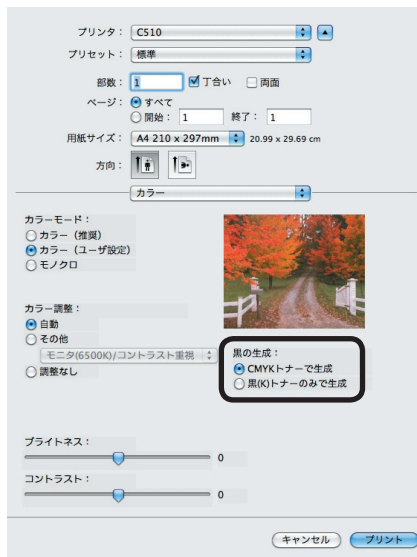 プリンタ： C510
プリセット： 標準
部数： 1 丁合い 両面
ページ： すべて
開始： 1 終了： 1
用紙サイズ： A4 210 x 297mm 20.99 x 29.69 cm
方向：
カラー
カラーモード：
カラー（推奨）
カラー（ユーザ設定）
モノクロ
カラー調整：
自動
その他
モニタ(6500K)/コントラスト重視
調整なし
黒の生成：
CMYKトナーで生成
黒(K)トナーのみで生成
ブライトネス：
0
コントラスト：
0
キャンセル プリント